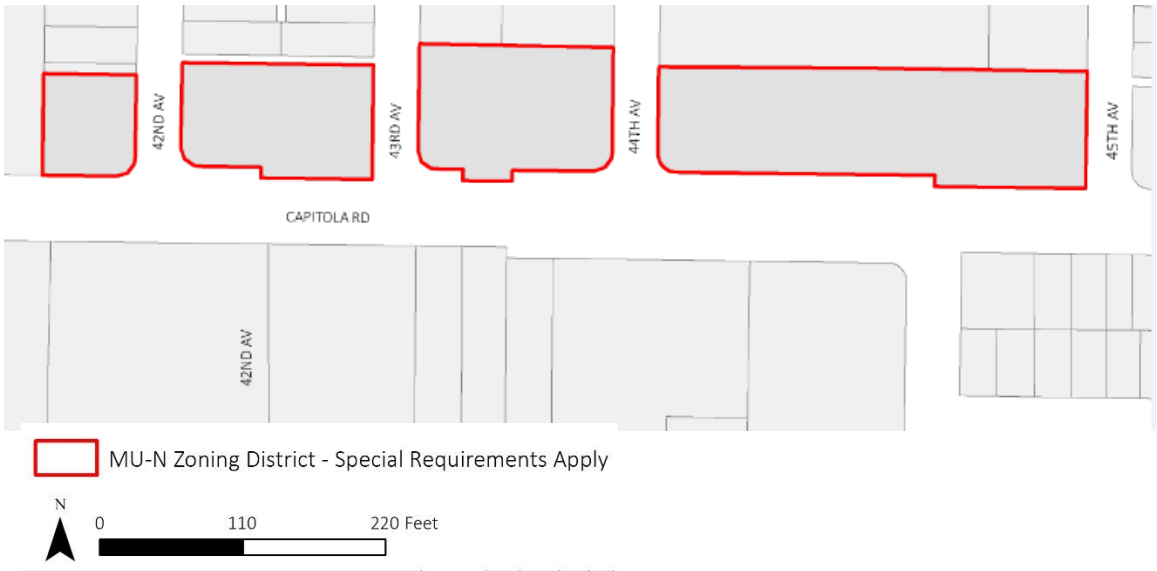 42ND AV
43RD AV
44TH AV
45TH AV
CAPITOLA RD
42ND AV
MU-N Zoning District - Special Requirements Apply
N
0 110 220 Feet